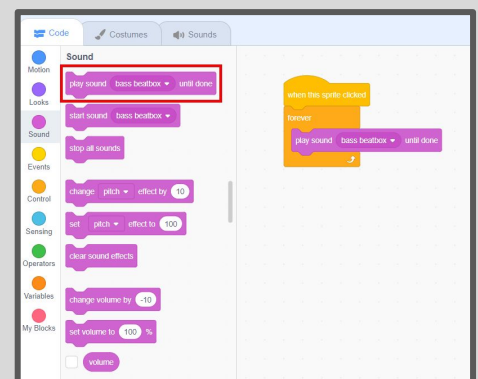 Code Costumes Sounds
Motion
Looks
Sound
Events
Control
Sensing
Operators
Variables
My Blocks
Sound
play sound bass beatbox until done
start sound bass beatbox
stop all sounds
change pitch effect by 10
set pitch effect to 100
clear sound effects
change volume by -10
set volume to 100 %
volume
when this sprite clicked
forever
play sound bass beatbox until done